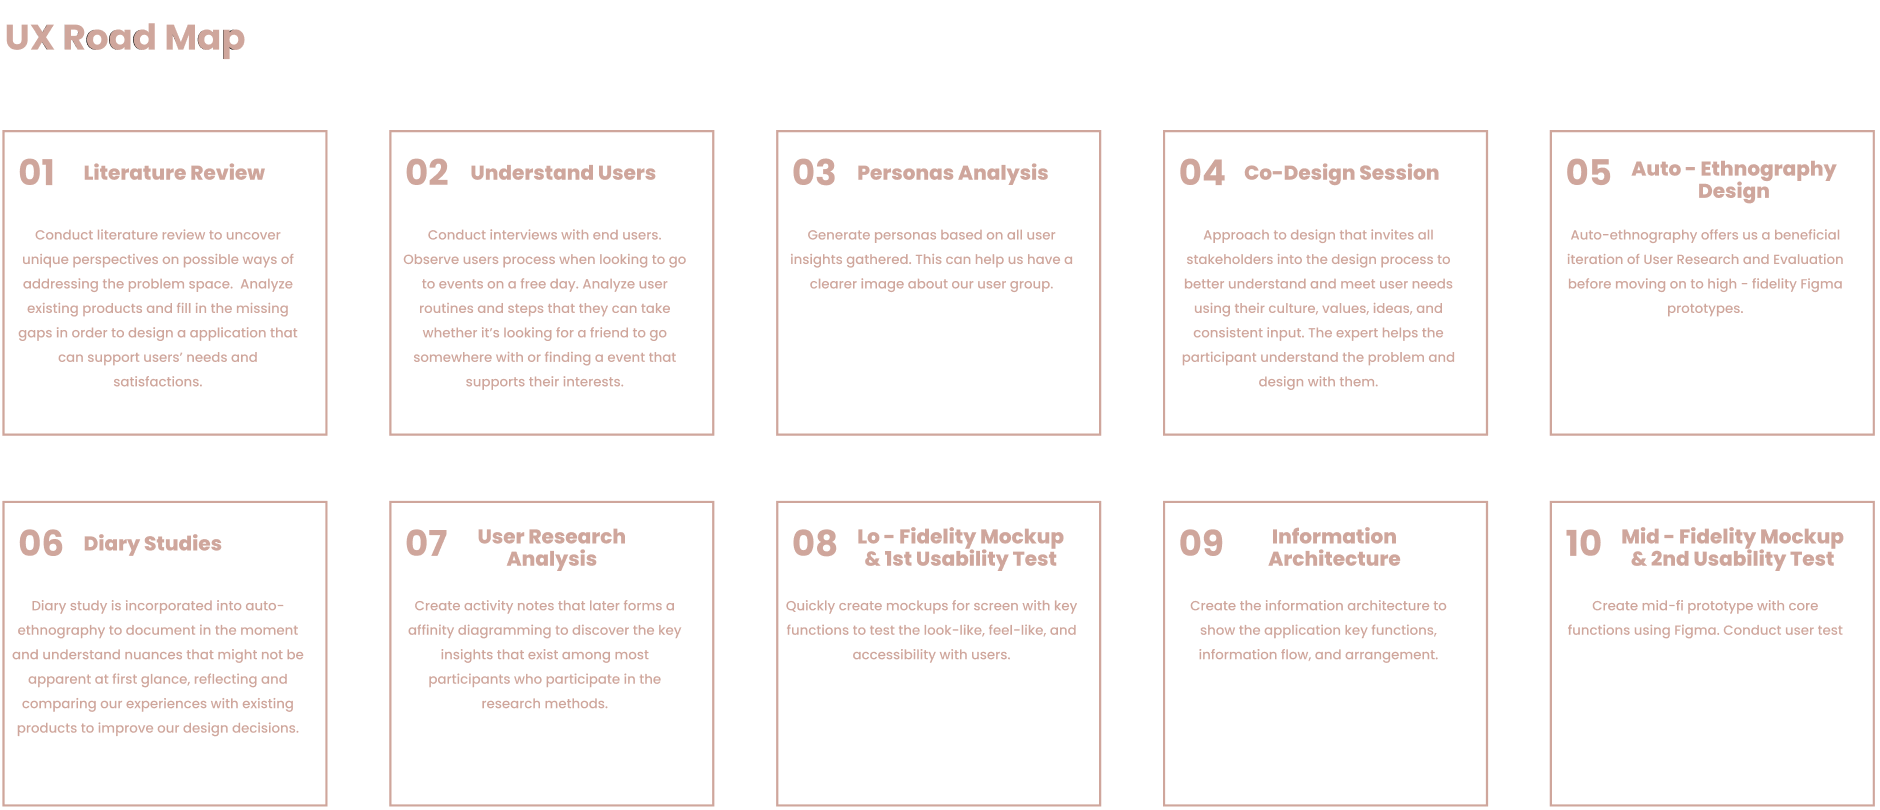 UX Road Map
01 Literature Review
Conduct literature review to uncover
unique perspectives on possible ways of
addressing the problem space.  Analyze
existing products and fill in the missing
gaps in order to design a application that
can support users’ needs and
satisfactions.
02 Understand Users
Conduct interviews with end users.
Observe users process when looking to go
to events on a free day. Analyze user
routines and steps that they can take
whether it’s looking for a friend to go
somewhere with or finding a event that
supports their interests.
03 Personas Analysis
Generate personas based on all user
insights gathered. This can help us have a
clearer image about our user group.
04 Co-Design Session
Approach to design that invites all
stakeholders into the design process to
better understand and meet user needs
using their culture, values, ideas, and
consistent input. The expert helps the
participant understand the problem and
design with them.
05 Auto - Ethnography
Design
Auto-ethnography offers us a beneficial
iteration of User Research and Evaluation
before moving on to high - fidelity Figma
prototypes.
06 Diary Studies
Diary study is incorporated into auto-
ethnography to document in the moment
and understand nuances that might not be
apparent at first glance, reflecting and
comparing our experiences with existing
products to improve our design decisions.
07 User Research
Analysis
Create activity notes that later forms a
affinity diagramming to discover the key
insights that exist among most
participants who participate in the
research methods.
08 Lo - Fidelity Mockup
& 1st Usability Test
Quickly create mockups for screen with key
functions to test the look-like, feel-like, and
accessibility with users.
09 Information
Architecture
Create the information architecture to
show the application key functions,
information flow, and arrangement.
10 Mid - Fidelity Mockup
& 2nd Usability Test
Create mid-fi prototype with core
functions using Figma. Conduct user test